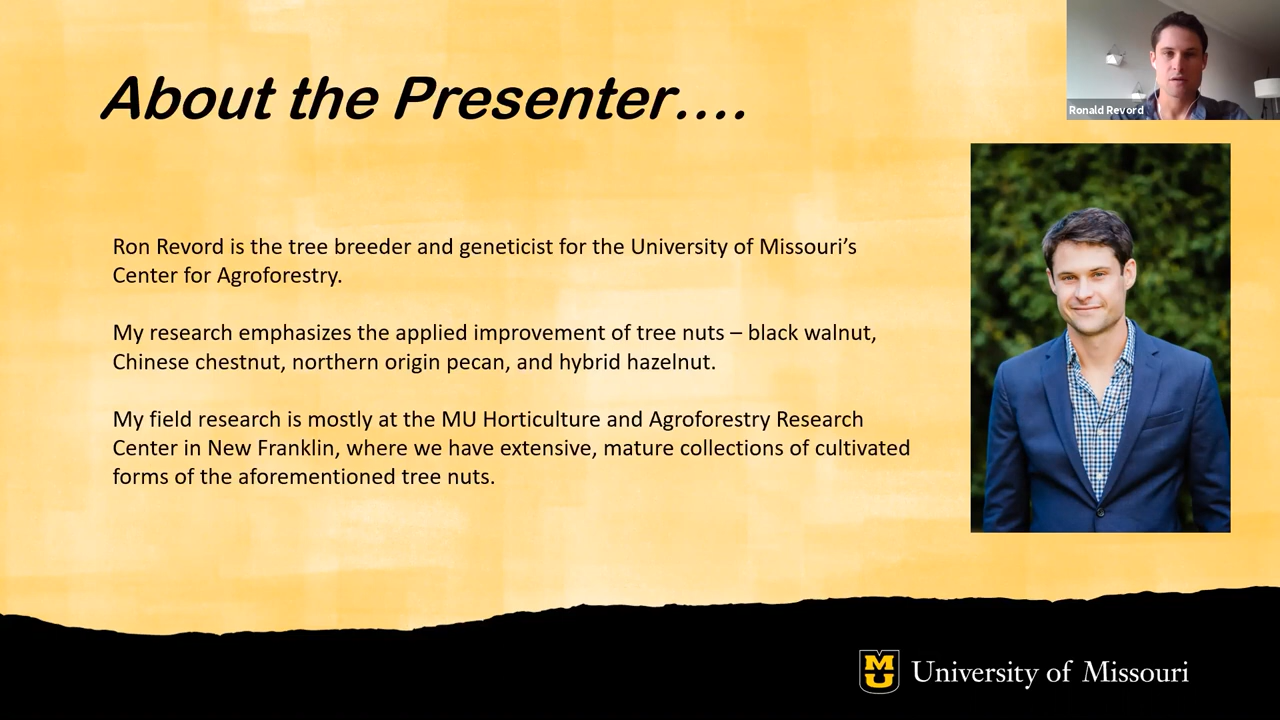 About the Presenter....
Ronald Revord
Ron Revord is the tree breeder and geneticist for the University of Missouri’s
Center for Agroforestry.
My research emphasizes the applied improvement of tree nuts – black walnut,
Chinese chestnut, northern origin pecan, and hybrid hazelnut.
My field research is mostly at the MU Horticulture and Agroforestry Research
Center in New Franklin, where we have extensive, mature collections of cultivated
forms of the aforementioned tree nuts.
MU University of Missouri